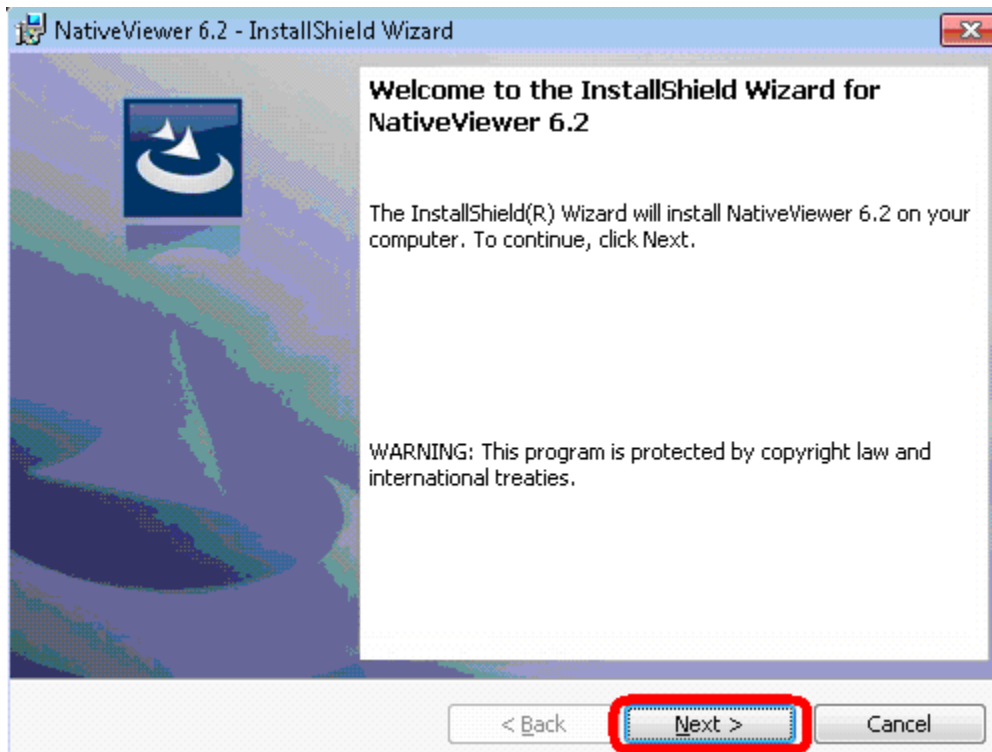 NativeViewer 6.2 - InstallShield Wizard
Welcome to the InstallShield Wizard for
NativeViewer 6.2
The InstallShield(R) Wizard will install NativeViewer 6.2 on your
computer. To continue, click Next.
WARNING: This program is protected by copyright law and
international treaties.
< Back
Next >
Cancel